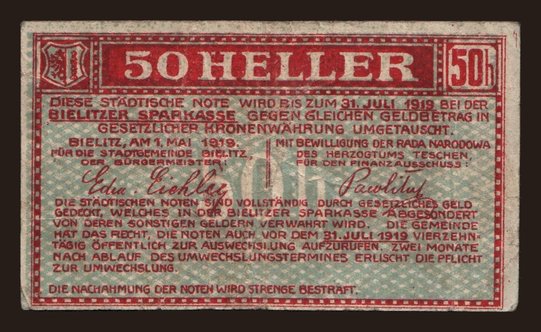 50 HELLER 50h
DIESE STÄDTISCHE NOTE WIRD BIS ZUM 31. JULI 1919 BEI DER
BIELITZER SPARKASSE GEGEN GLEICHEN GELDBETRAG IN
GESETZLICHER KRONENWÄHRUNG UMGETAUSCHT.
BIELITZ, AM 1. MAI 1919.
FÜR DIE STADTGEMEINDE BIELITZ,
DER BÜRGERMEISTER:
MIT BEWILLIGUNG DER RADA NARODOWA
DES HERZOGTUMS TESCHEN,
FÜR DEN FINANZAUSSCHUSS:
50h
DIE STÄDTISCHEN NOTEN SIND VOLLSTÄNDIG DURCH GESETZLICHES GELD
GEDECKT, WELCHES IN DER BIELITZER SPARKASSE ABGESONDERT
VON DEREN SONSTIGEN GELDERN VERWAHRT WIRD. DIE GEMEINDE
HAT DAS RECHT, DIE NOTEN AUCH VOR DEM 31. JULI 1919 VIERZEHN-
TÄGIG ÖFFENTLICH ZUR AUSWECHSLUNG AUFZURUFEN. ZWEI MONATE
NACH ABLAUF DES UMWECHSLUNGSTERMINES ERLISCHT DIE PFLICHT
ZUR UMWECHSLUNG.
DIE NACHAHMUNG DER NOTEN WIRD STRENGE BESTRAFT.